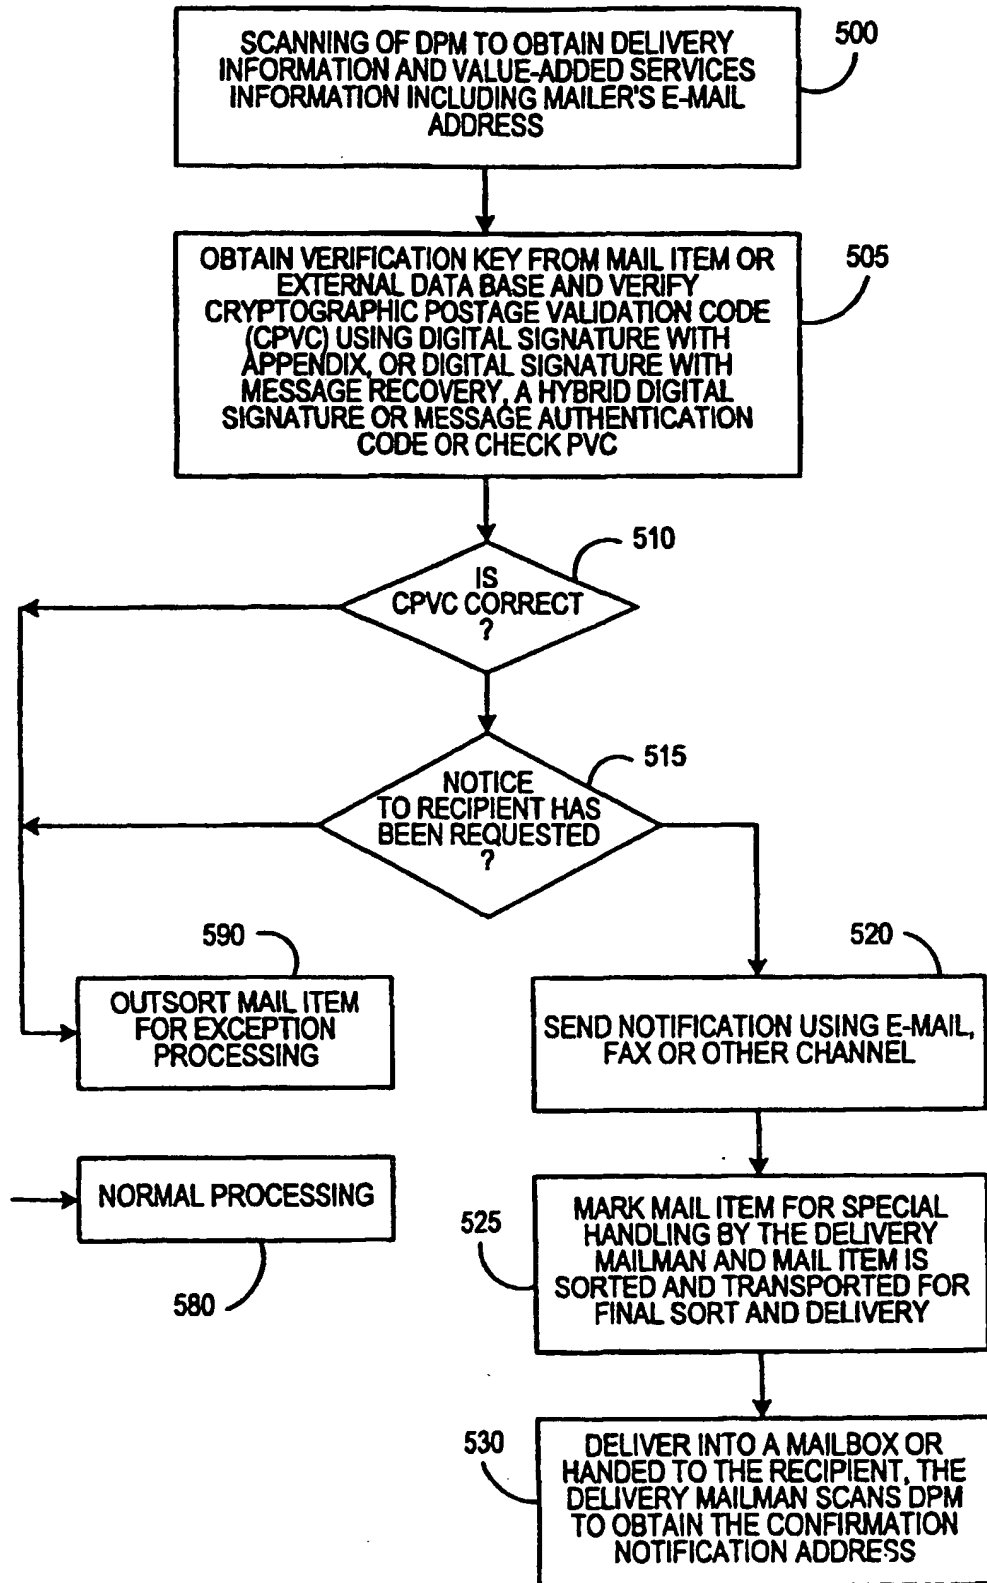 SCANNING OF DPM TO OBTAIN DELIVERY
INFORMATION AND VALUE-ADDED SERVICES
INFORMATION INCLUDING MAILER'S E-MAIL
ADDRESS
500
OBTAIN VERIFICATION KEY FROM MAIL ITEM OR
EXTERNAL DATA BASE AND VERIFY
CRYPTOGRAPHIC POSTAGE VALIDATION CODE
(CPVC) USING DIGITAL SIGNATURE WITH
APPENDIX, OR DIGITAL SIGNATURE WITH
MESSAGE RECOVERY, A HYBRID DIGITAL
SIGNATURE OR MESSAGE AUTHENTICATION
CODE OR CHECK PVC
505
IS
CPVC CORRECT
?
510
NOTICE
TO RECIPIENT HAS
BEEN REQUESTED
?
515
590
OUTSORT MAIL ITEM
FOR EXCEPTION
PROCESSING
520
SEND NOTIFICATION USING E-MAIL,
FAX OR OTHER CHANNEL
NORMAL PROCESSING
580
525
MARK MAIL ITEM FOR SPECIAL
HANDLING BY THE DELIVERY
MAILMAN AND MAIL ITEM IS
SORTED AND TRANSPORTED FOR
FINAL SORT AND DELIVERY
530
DELIVER INTO A MAILBOX OR
HANDED TO THE RECIPIENT, THE
DELIVERY MAILMAN SCANS DPM
TO OBTAIN THE CONFIRMATION
NOTIFICATION ADDRESS